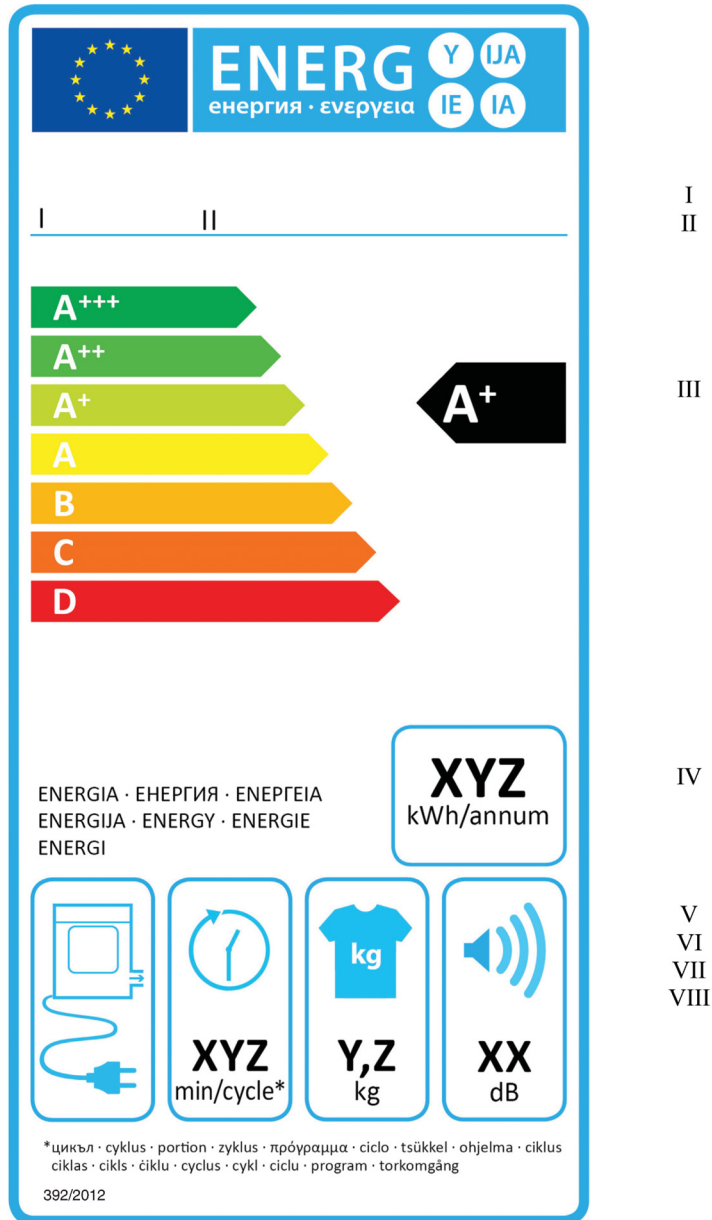 ENERG Y IJA
енергия · ενεργεια IE IA
I
II
I II
A+++
A++
A+
A+
III
A
B
C
D
XYZ
IV
kWh/annum
ENERGIA · ЕНЕРГИЯ · ΕΝΕΡΓΕΙΑ
ENERGIJA · ENERGY · ENERGIE
ENERGI
V
VI
VII
VIII
kg
XYZ
min/cycle*
Y,Z
kg
XX
dB
*цикъл · cyklus · portion · zyklus · πρόγραμμα · ciclo · tsükkel · ohjelma · ciklus
ciklas · cikls · ċiklu · cyclus · cykl · ciclu · program · torkomgång
392/2012